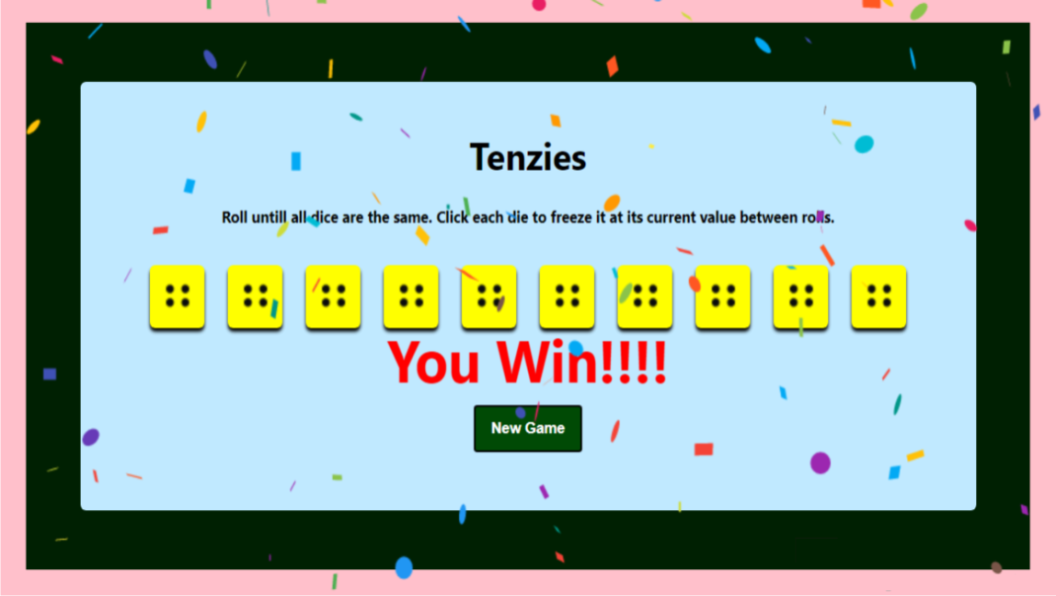 Tenzies
Roll untill all dice are the same. Click each die to freeze it at its current value between rolls.
You Win!!!!
New Game